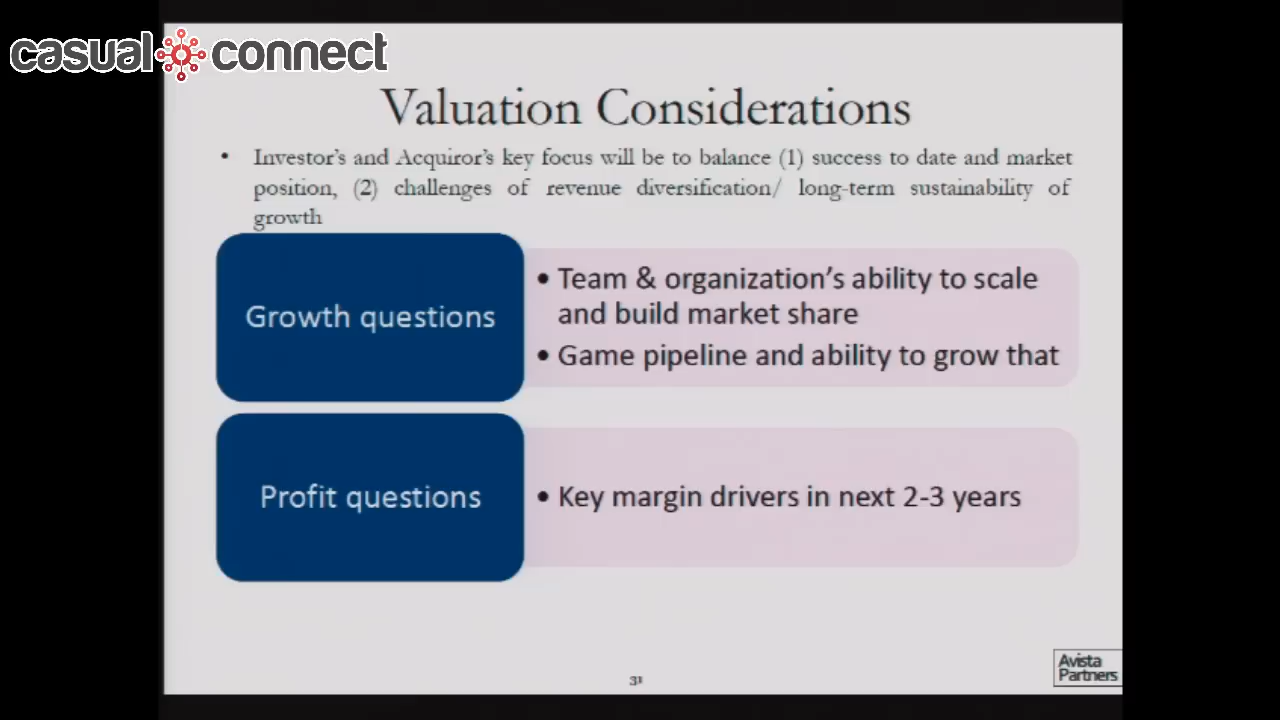 casual connect
Valuation Considerations
• Investor's and Acquiror's key focus will be to balance (1) success to date and market
position, (2) challenges of revenue diversification/ long-term sustainability of
growth
Growth questions
• Team & organization's ability to scale
and build market share
• Game pipeline and ability to grow that
Profit questions
• Key margin drivers in next 2-3 years
31
Avista
Partners